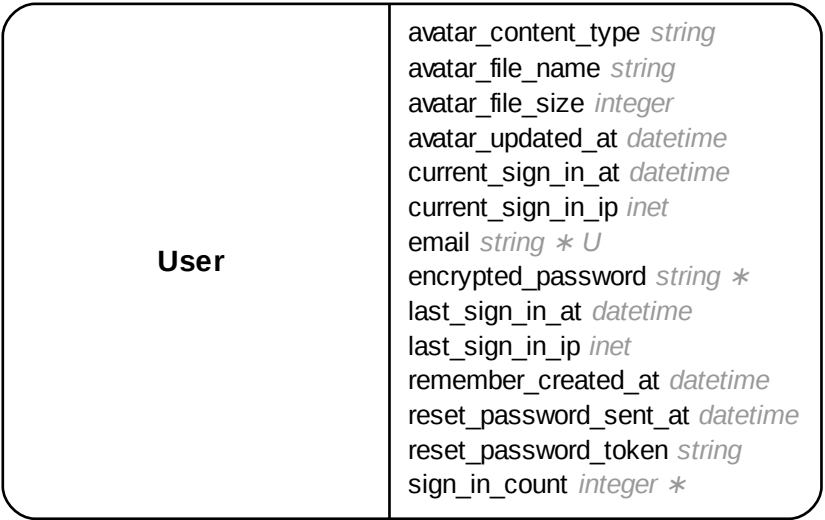 User
avatar_content_type string
avatar_file_name string
avatar_file_size integer
avatar_updated_at datetime
current_sign_in_at datetime
current_sign_in_ip inet
email string ∗ U
encrypted_password string ∗
last_sign_in_at datetime
last_sign_in_ip inet
remember_created_at datetime
reset_password_sent_at datetime
reset_password_token string
sign_in_count integer ∗